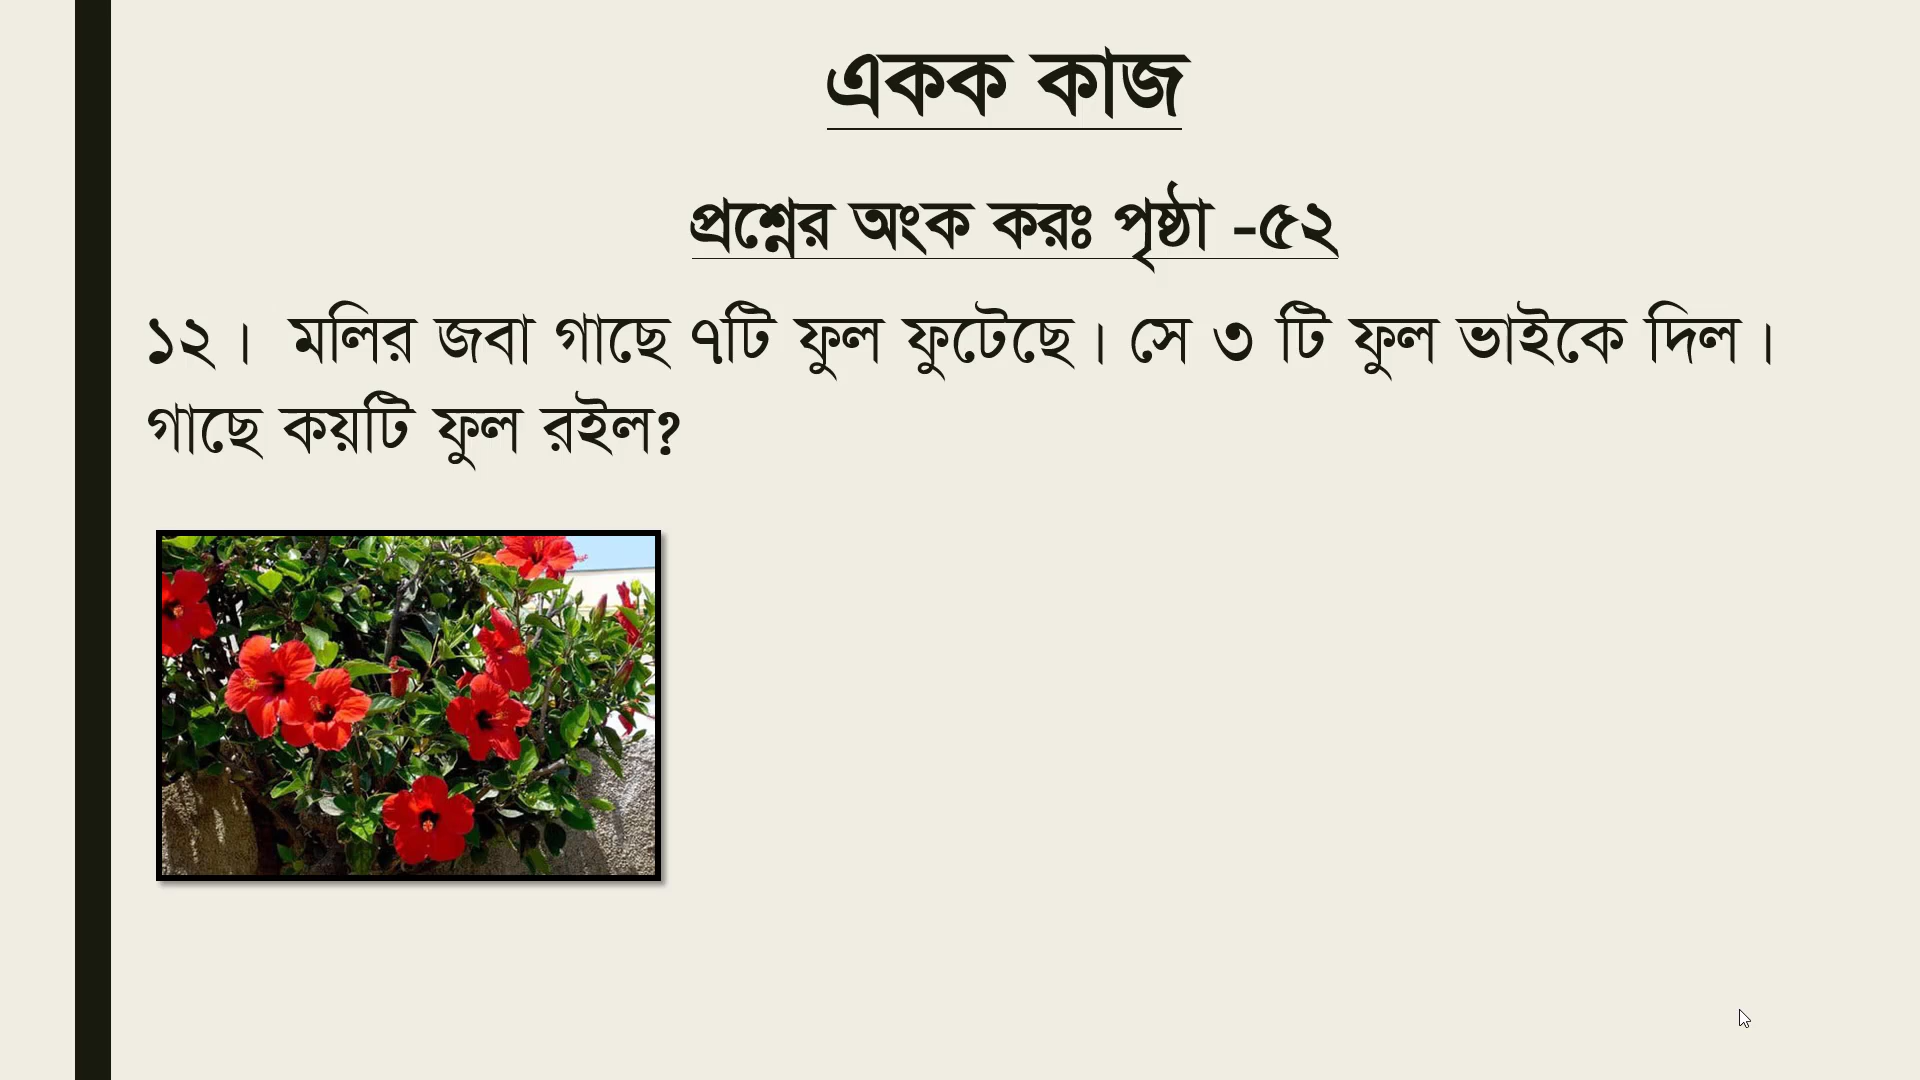 একক কাজ
প্রশ্নের অংক করঃ পৃষ্ঠা -৫২
১২। মলির জবা গাছে ৭টি ফুল ফুটেছে। সে ৩ টি ফুল ভাইকে দিল।
গাছে কয়টি ফুল রইল?